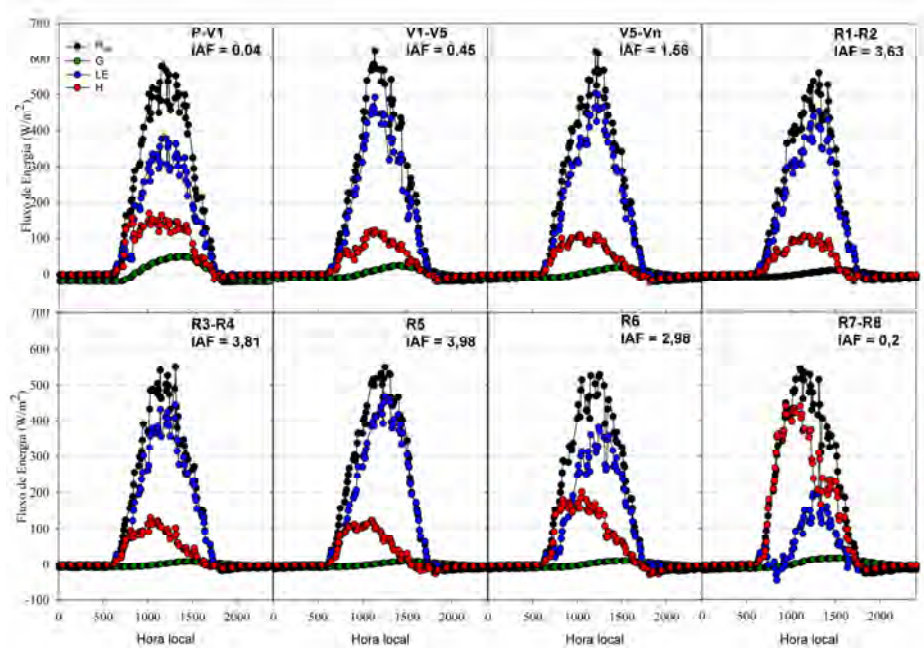 P-V1
IAF = 0.04
V1-V5
IAF = 0.45
V5-Vn
IAF = 1.56
R1-R2
IAF = 3,63
G
LE
H
700
600
500
400
300
200
100
0
Fluxo de Energia (W/m²)
R3-R4
IAF = 3,81
R5
IAF = 3,98
R6
IAF = 2,98
R7-R8
IAF = 0,2
600
500
400
300
200
100
0
-100
Fluxo de Energia (W/m²)
0 500 1000 1500 2000 0 500 1000 1500 2000 0 500 1000 1500 2000 0 500 1000 1500 2000
Hora local Hora local Hora local Hora local